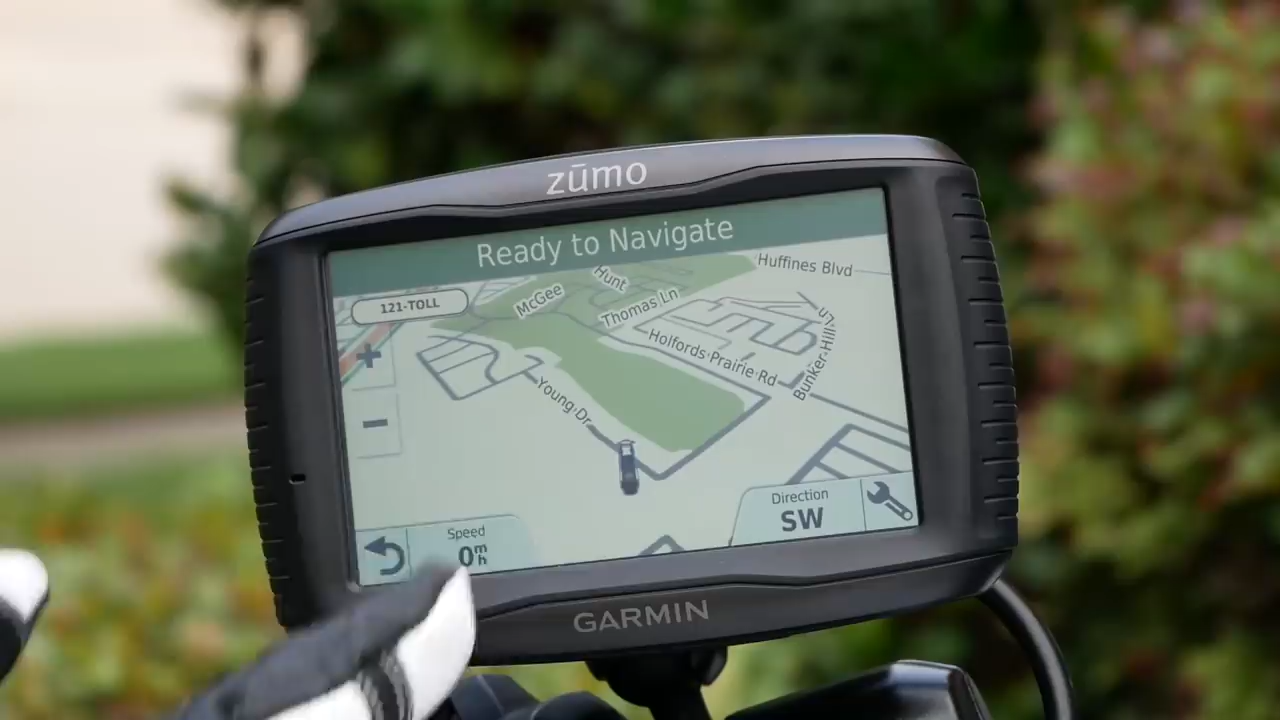 zūmo
Ready to Navigate
Huffines Blvd
Hunt
McGee
121-TOLL
Thomas Ln
Holfords Prairie Rd
Bunker Hill Ln
Young Dr
+
-
Direction
SW
Speed
0 mh
GARMIN